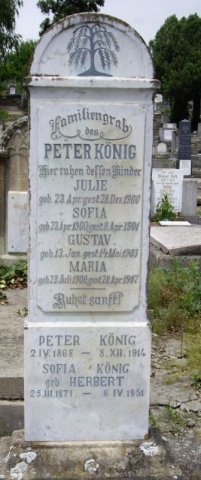 Familiengrab
des
PETER KÖNIG
Hier ruhen dessen Kinder
JULIE
geb. 23 Apr. gest. 28. Dez. 1900
SOFIA
geb. 23 Apr. 1900 gest. 8 Apr. 1901
GUSTAV
geb. 13. Jan. gest. 14 Mai 1903
MARIA
geb. 23 Juli 1905 gest. 28 Apr. 1907
Ruhet sanft!
PETER KÖNIG
2.IV.1868 – 8.XII.1914
SOFIA KÖNIG
geb. HERBERT
25.III.1871 – 6.IV.1951